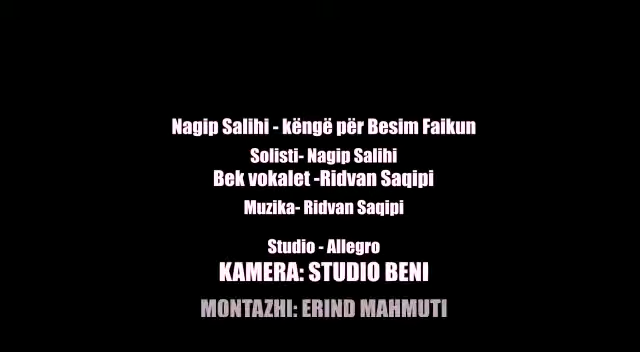 Nagip Salihi - këngë për Besim Faikun
Solisti- Nagip Salihi
Bek vokalet -Ridvan Saqipi
Muzika- Ridvan Saqipi
Studio - Allegro
KAMERA: STUDIO BENI
MONTAZHI: ERIND MAHMUTI